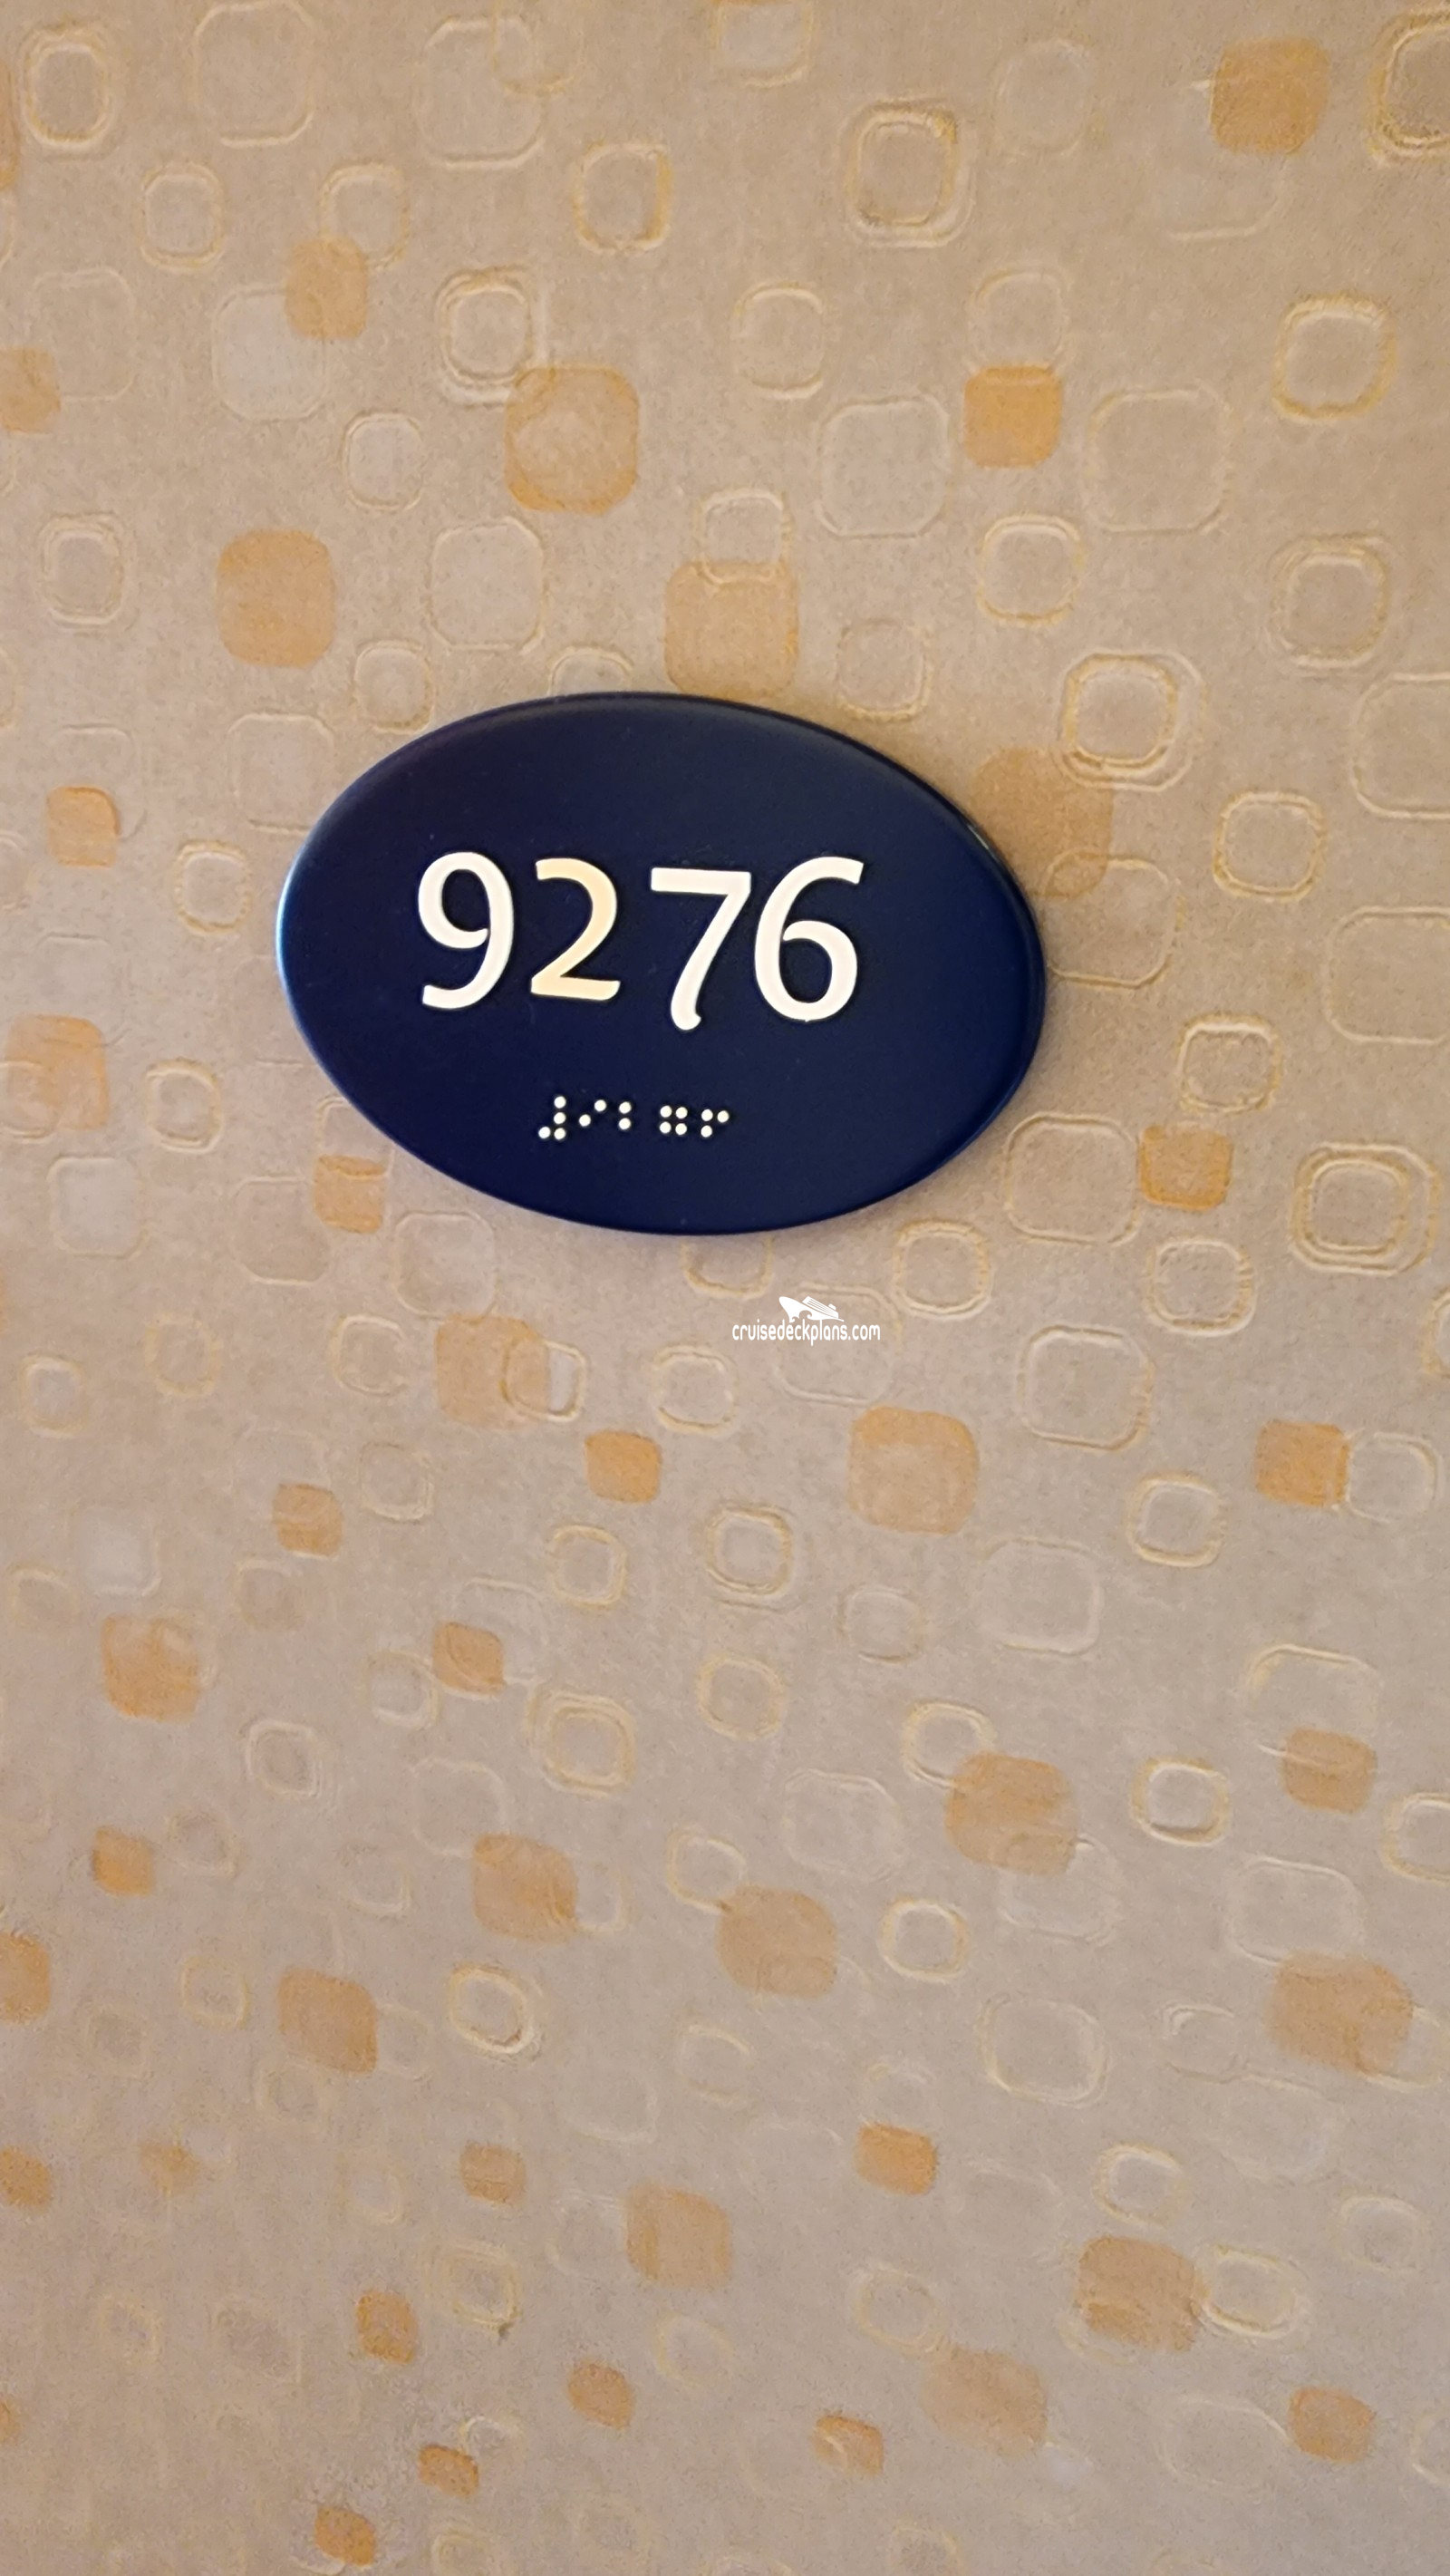 9276
⠼⠊⠃⠛⠋
cruisedeckplans.com